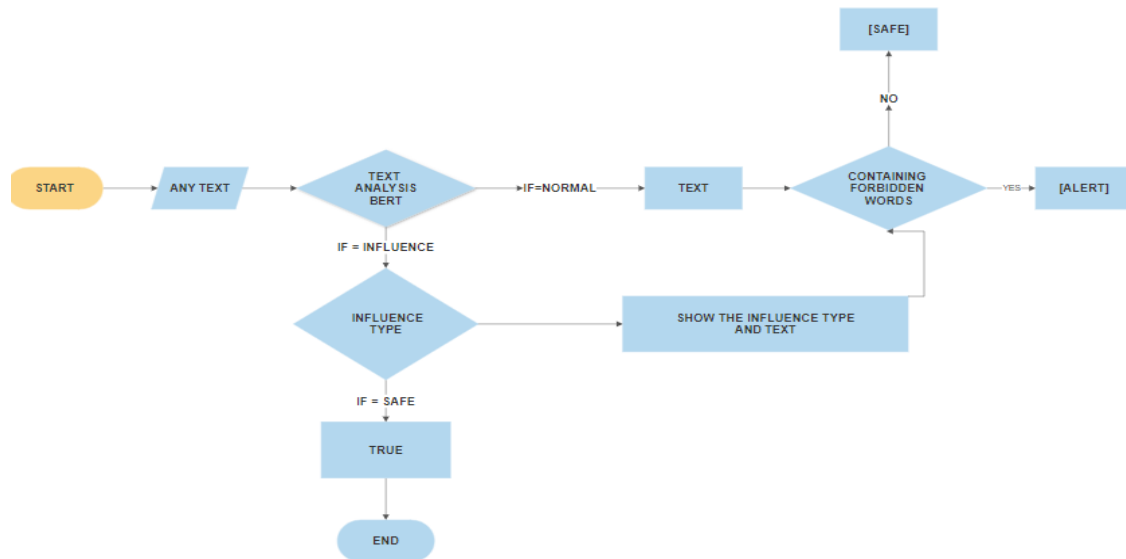 [SAFE]
NO
START
ANY TEXT
TEXT
ANALYSIS
BERT
IF=NORMAL
TEXT
CONTAINING
FORBIDDEN
WORDS
YES
[ALERT]
IF = INFLUENCE
INFLUENCE
TYPE
SHOW THE INFLUENCE TYPE
AND TEXT
IF = SAFE
TRUE
END